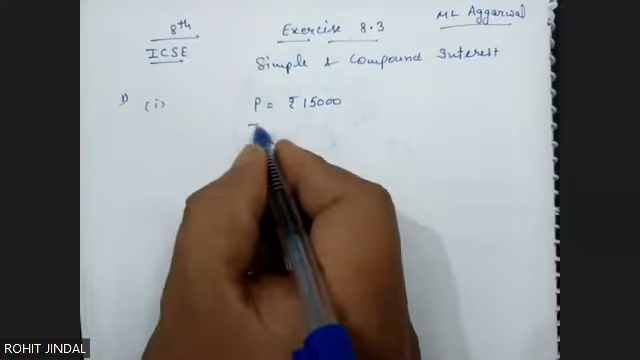 8th Exercise 8.3 ML Aggarwal
ICSE Simple & Compound Interest
1) (i) P = ₹15000
ROHIT JINDAL